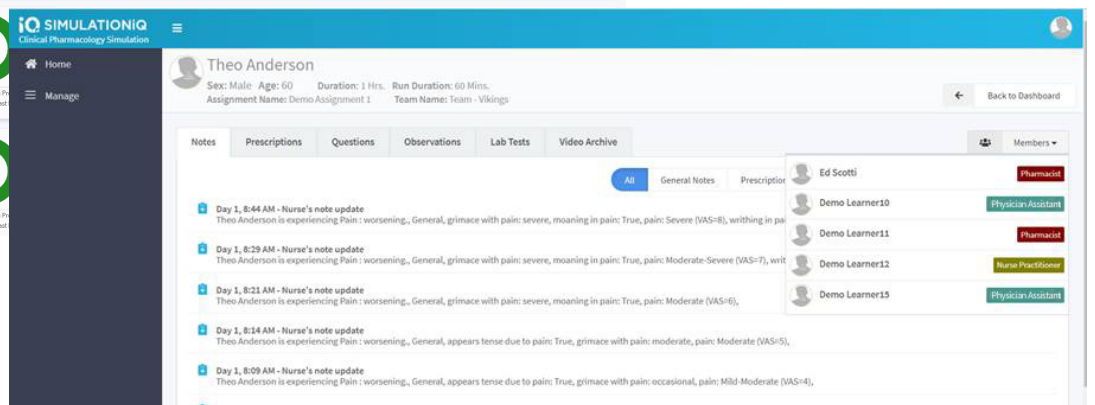 iQ SIMULATIONiQ
Clinical Pharmacology Simulation
Home
Manage
Theo Anderson
Sex: Male Age: 60 Duration: 1 Hrs. Run Duration: 60 Mins.
Assignment Name: Demo Assignment 1 Team Name: Team - Vikings
Back to Dashboard
Notes Prescriptions Questions Observations Lab Tests Video Archive
Members
All General Notes Prescription
Ed Scotti Pharmacist
Demo Learner10 Physician Assistant
Demo Learner11 Pharmacist
Demo Learner12 Nurse Practitioner
Demo Learner15 Physician Assistant
Day 1, 8:44 AM - Nurse's note update
Theo Anderson is experiencing Pain : worsening., General, grimace with pain: severe, moaning in pain: True, pain: Severe (VAS=8), writhing in pa
Day 1, 8:29 AM - Nurse's note update
Theo Anderson is experiencing Pain : worsening., General, grimace with pain: severe, moaning in pain: True, pain: Moderate-Severe (VAS=7), writ
Day 1, 8:21 AM - Nurse's note update
Theo Anderson is experiencing Pain : worsening., General, grimace with pain: severe, moaning in pain: True, pain: Moderate (VAS=6),
Day 1, 8:14 AM - Nurse's note update
Theo Anderson is experiencing Pain : worsening., General, appears tense due to pain: True, grimace with pain: moderate, pain: Moderate (VAS=5),
Day 1, 8:09 AM - Nurse's note update
Theo Anderson is experiencing Pain : worsening., General, appears tense due to pain: True, grimace with pain: occasional, pain: Mild-Moderate (VAS=4),